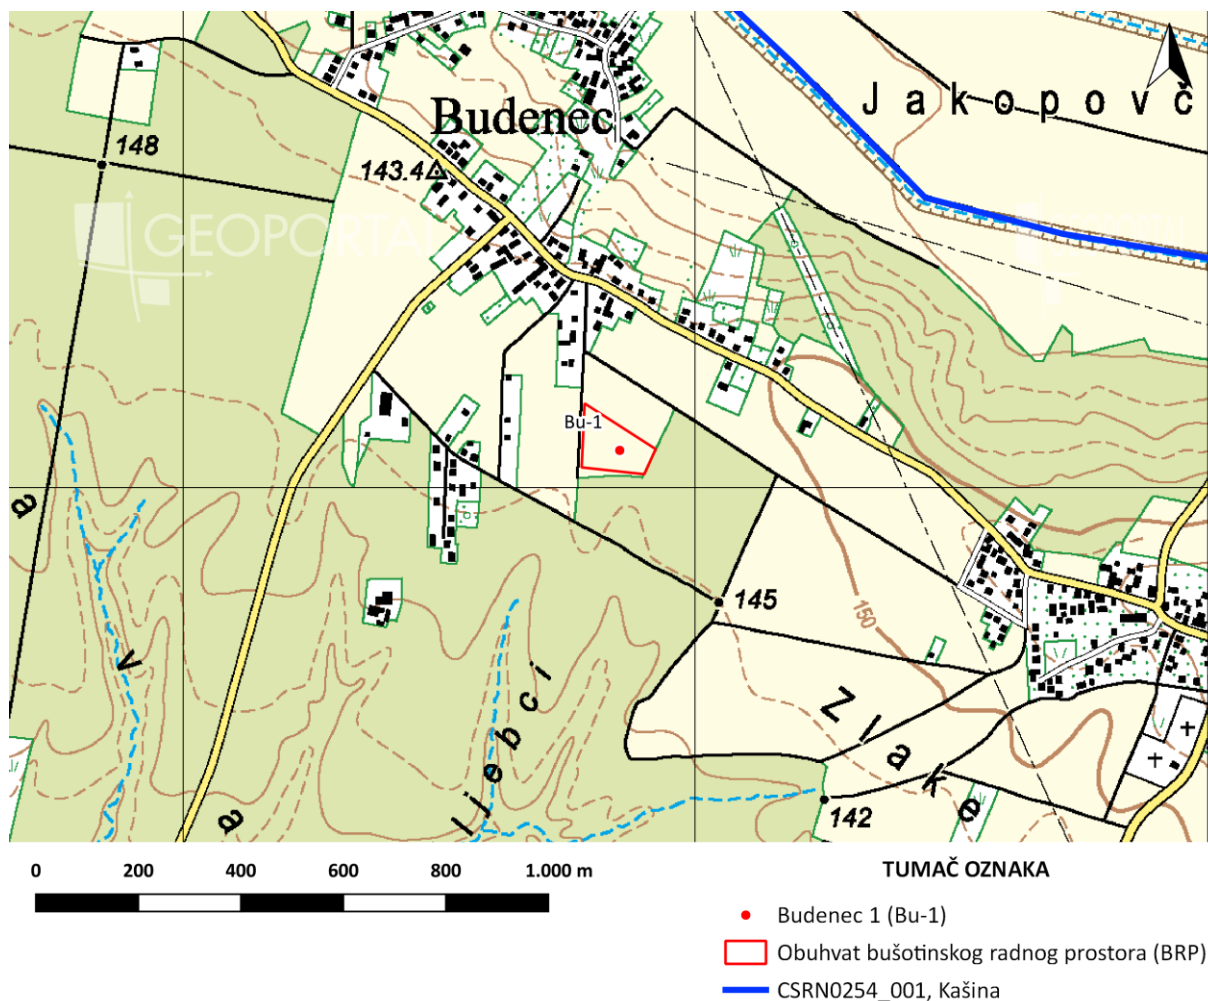 Jakopovč
Budenec
148
143.4
GEOPORTAL
GEOPORTAL
Bu-1
a
145
150
v
Zlake
ljebci
a
142
0 200 400 600 800 1.000 m
TUMAČ OZNAKA
Budenec 1 (Bu-1)
Obuhvat bušotinskog radnog prostora (BRP)
CSRN0254_001, Kašina